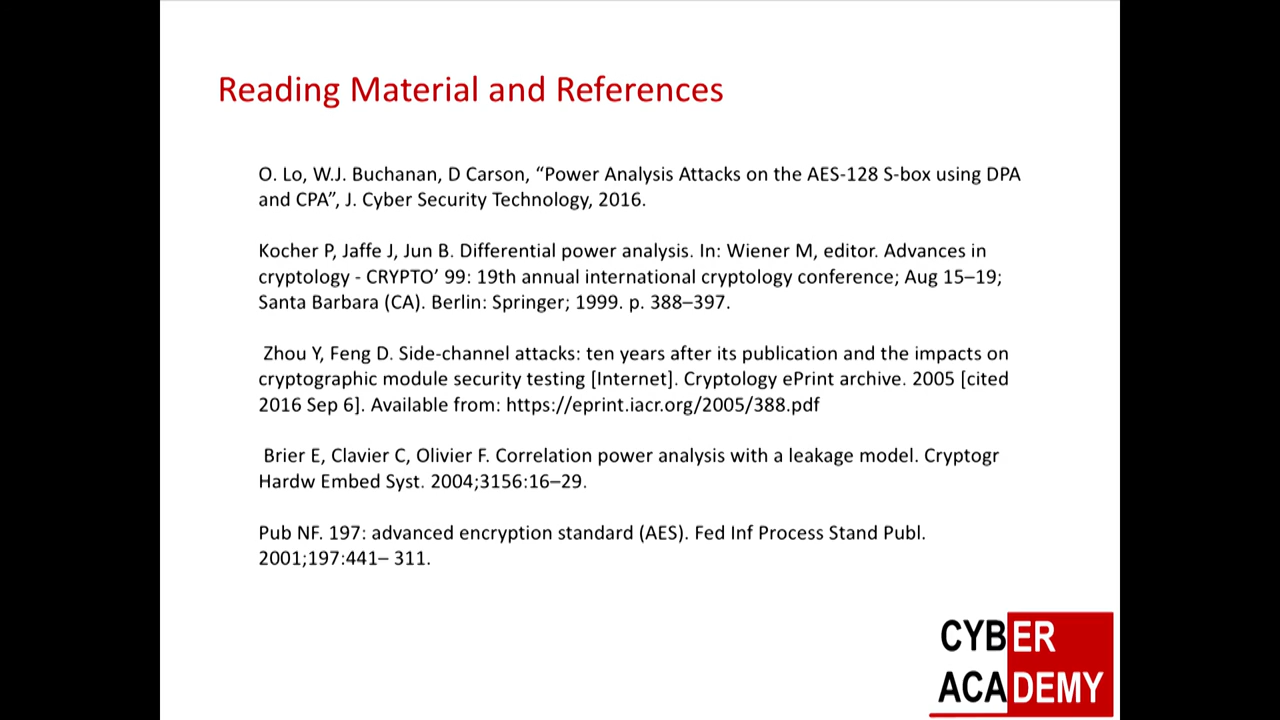 Reading Material and References
O. Lo, W.J. Buchanan, D Carson, “Power Analysis Attacks on the AES-128 S-box using DPA
and CPA”, J. Cyber Security Technology, 2016.
Kocher P, Jaffe J, Jun B. Differential power analysis. In: Wiener M, editor. Advances in
cryptology - CRYPTO’ 99: 19th annual international cryptology conference; Aug 15–19;
Santa Barbara (CA). Berlin: Springer; 1999. p. 388–397.
Zhou Y, Feng D. Side-channel attacks: ten years after its publication and the impacts on
cryptographic module security testing [Internet]. Cryptology ePrint archive. 2005 [cited
2016 Sep 6]. Available from: https://eprint.iacr.org/2005/388.pdf
Brier E, Clavier C, Olivier F. Correlation power analysis with a leakage model. Cryptogr
Hardw Embed Syst. 2004;3156:16–29.
Pub NF. 197: advanced encryption standard (AES). Fed Inf Process Stand Publ.
2001;197:441– 311.
CYBER
ACADEMY